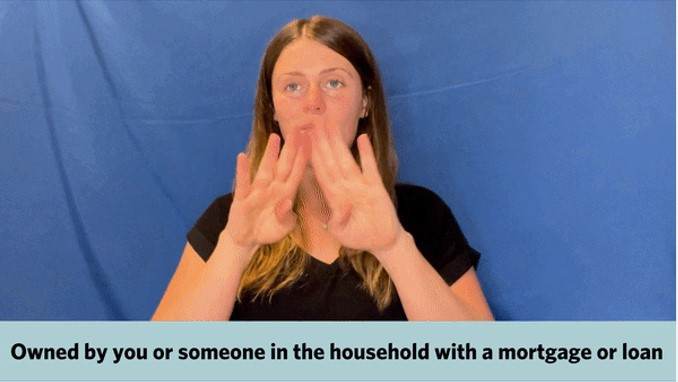 Owned by you or someone in the household with a mortgage or loan